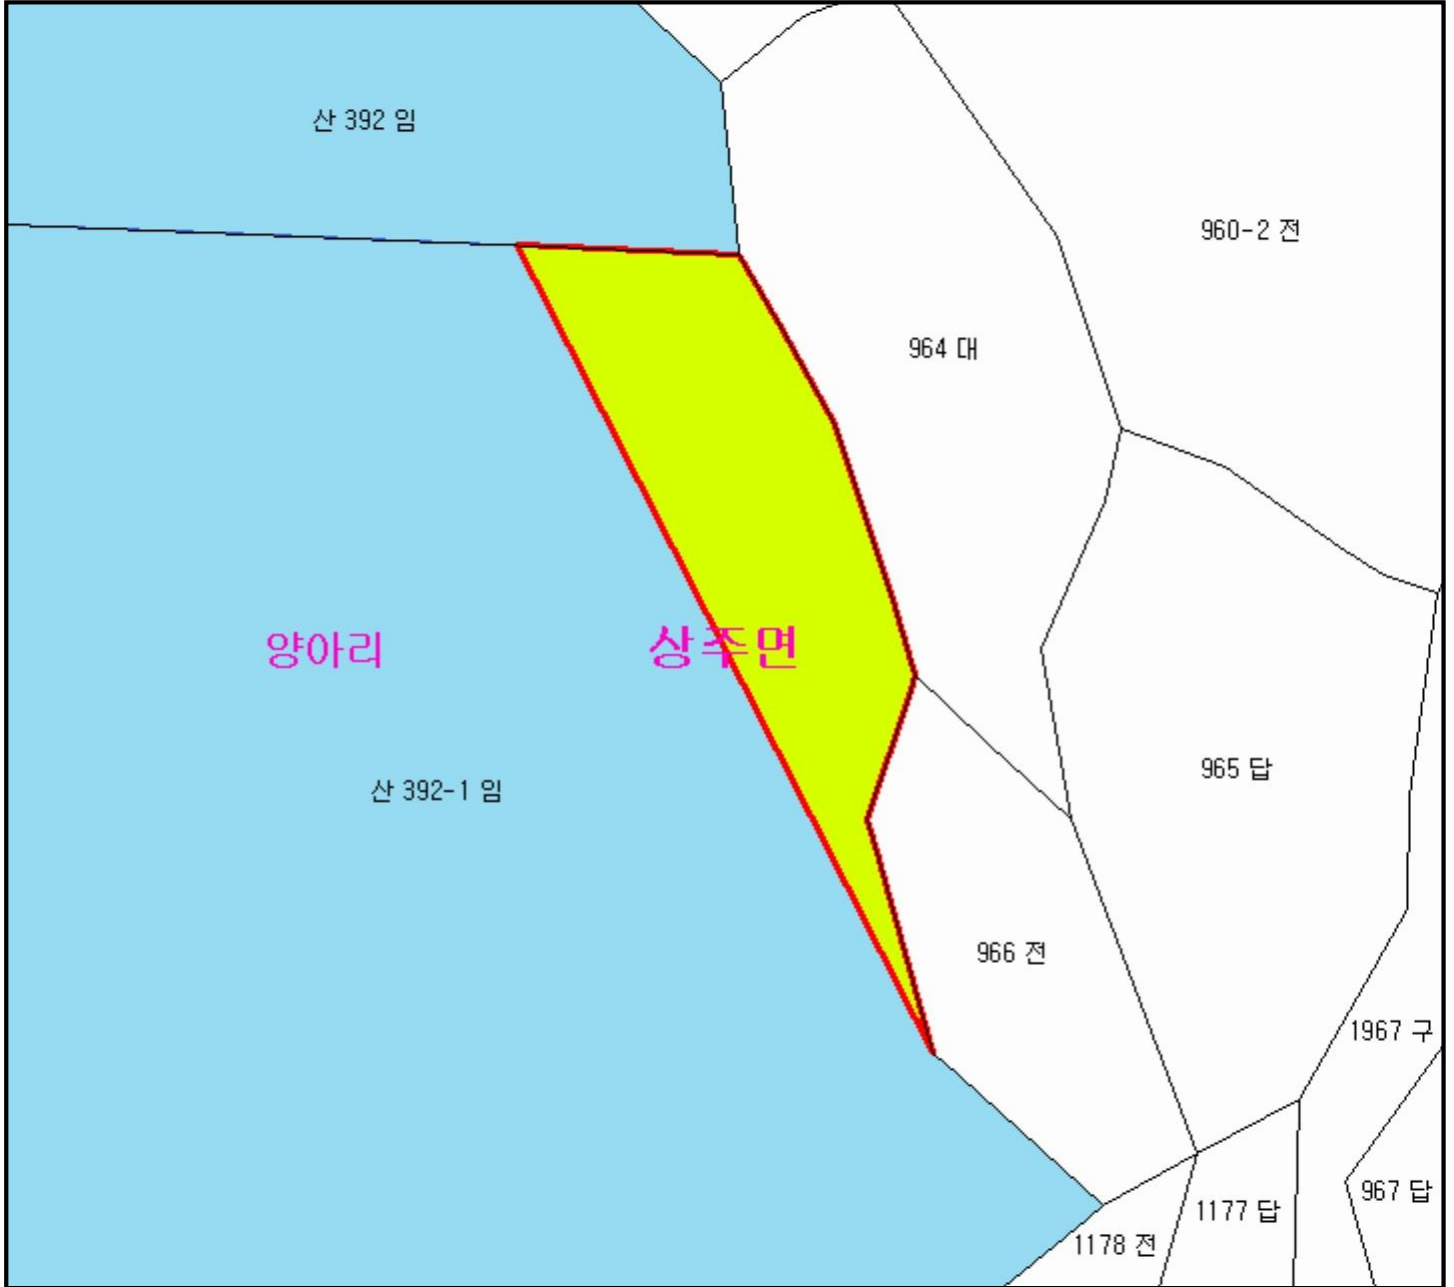 산 392 임
960-2 전
964 대
양아리
상주면
965 답
산 392-1 임
966 전
1967 구
967 답
1177 답
1178 전